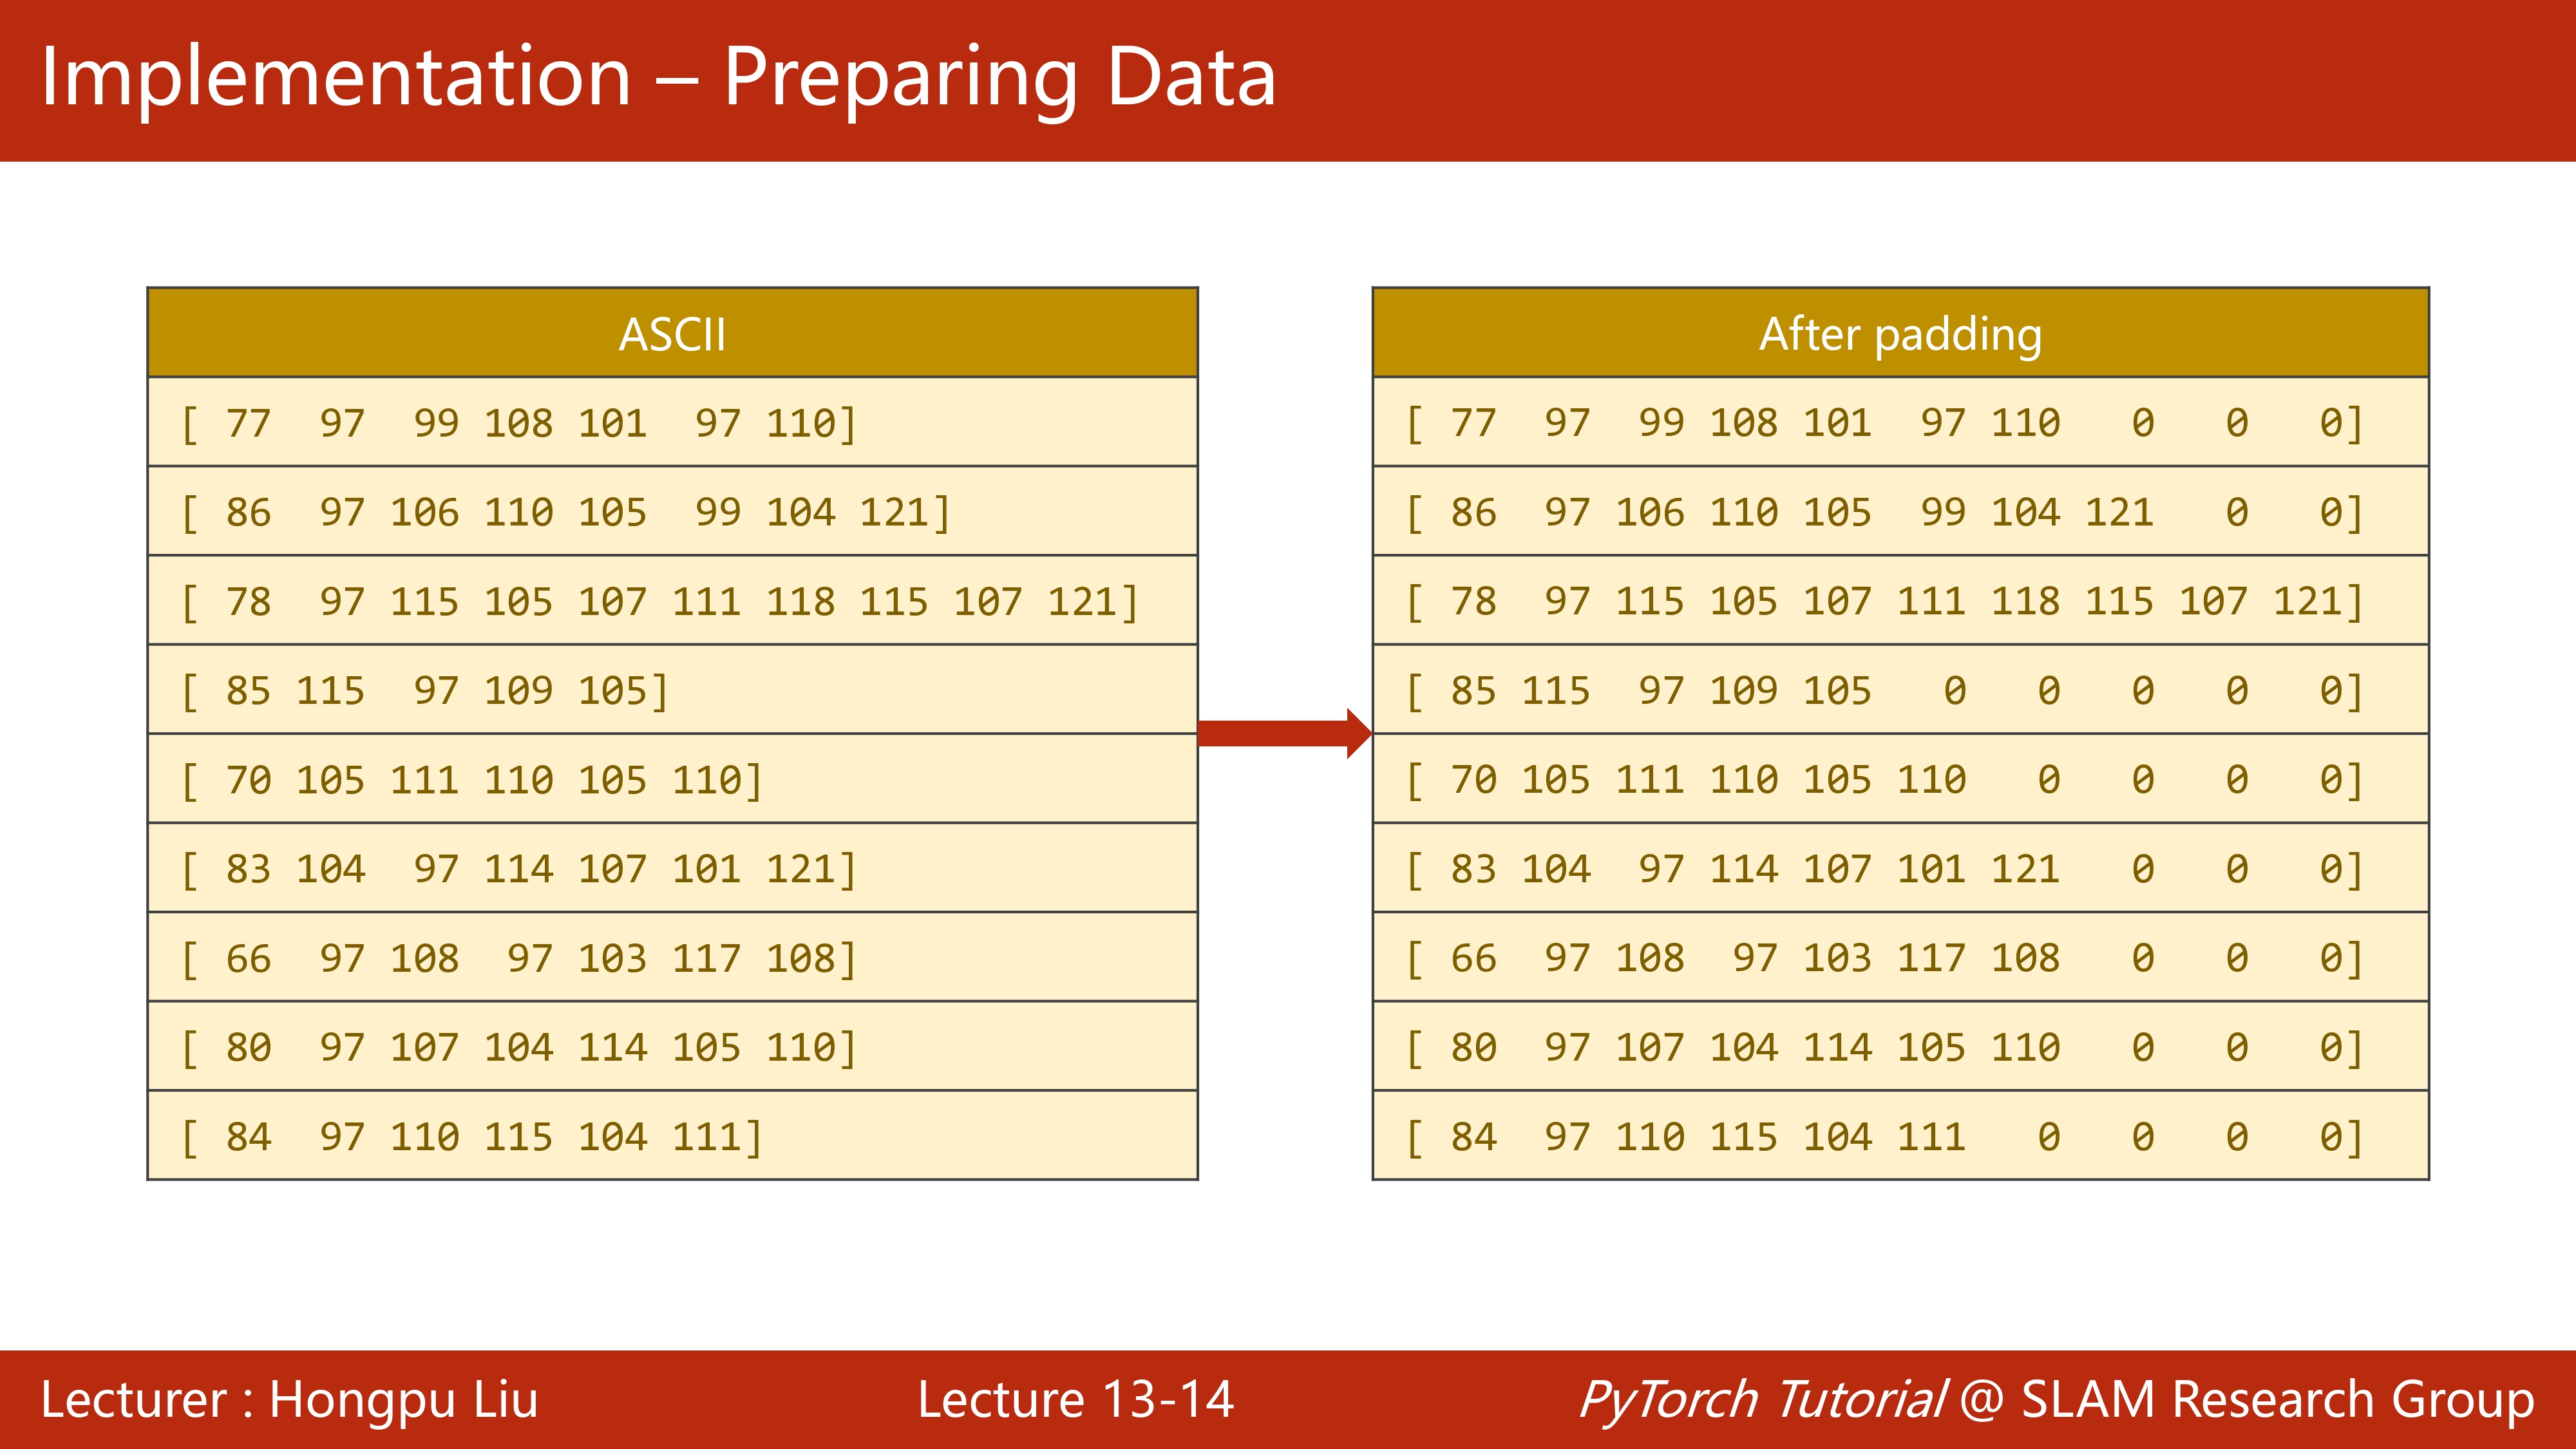 Implementation – Preparing Data
ASCII
[ 77  97  99 108 101  97 110]
[ 86  97 106 110 105  99 104 121]
[ 78  97 115 105 107 111 118 115 107 121]
[ 85 115  97 109 105]
[ 70 105 111 110 105 110]
[ 83 104  97 114 107 101 121]
[ 66  97 108  97 103 117 108]
[ 80  97 107 104 114 105 110]
[ 84  97 110 115 104 111]
After padding
[ 77  97  99 108 101  97 110   0   0   0]
[ 86  97 106 110 105  99 104 121   0   0]
[ 78  97 115 105 107 111 118 115 107 121]
[ 85 115  97 109 105   0   0   0   0   0]
[ 70 105 111 110 105 110   0   0   0   0]
[ 83 104  97 114 107 101 121   0   0   0]
[ 66  97 108  97 103 117 108   0   0   0]
[ 80  97 107 104 114 105 110   0   0   0]
[ 84  97 110 115 104 111   0   0   0   0]
Lecturer : Hongpu Liu
Lecture 13-14
PyTorch Tutorial @ SLAM Research Group